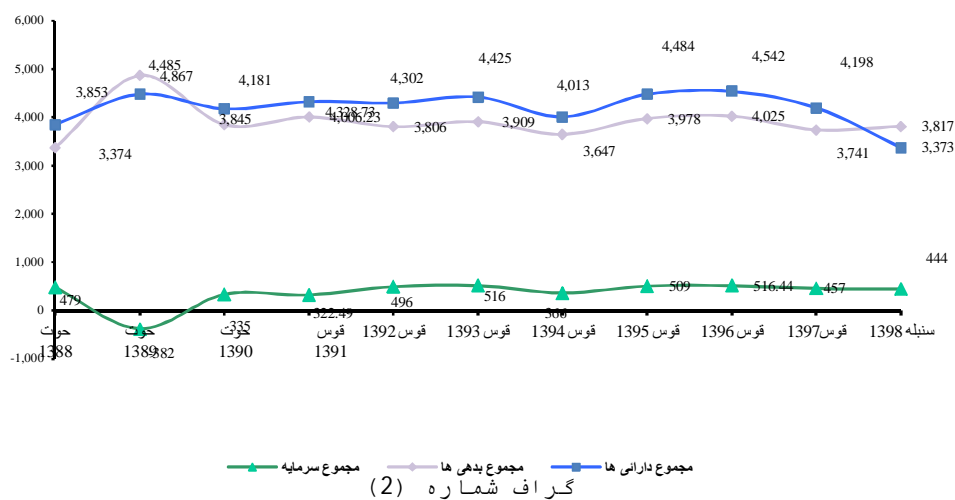 6,000
5,000
4,000
3,000
2,000
1,000
0
-1,000
3,853
4,485
4,181
4,328.73
4,302
4,425
4,013
4,484
4,542
4,198
3,373
3,374
4,867
3,845
4,006.23
3,806
3,909
3,647
3,978
4,025
3,741
3,817
479
-382
335
322.49
496
516
509
516.44
457
444
حوت 1388
حوت 1389
حوت 1390
قوس 1391
قوس 1392
قوس 1393
قوس 1394
قوس 1395
قوس 1396
قوس1397
سنبله 1398
مجموع دارائی ها
مجموع بدهی ها
مجموع سرمایه
گراف شماره (2)